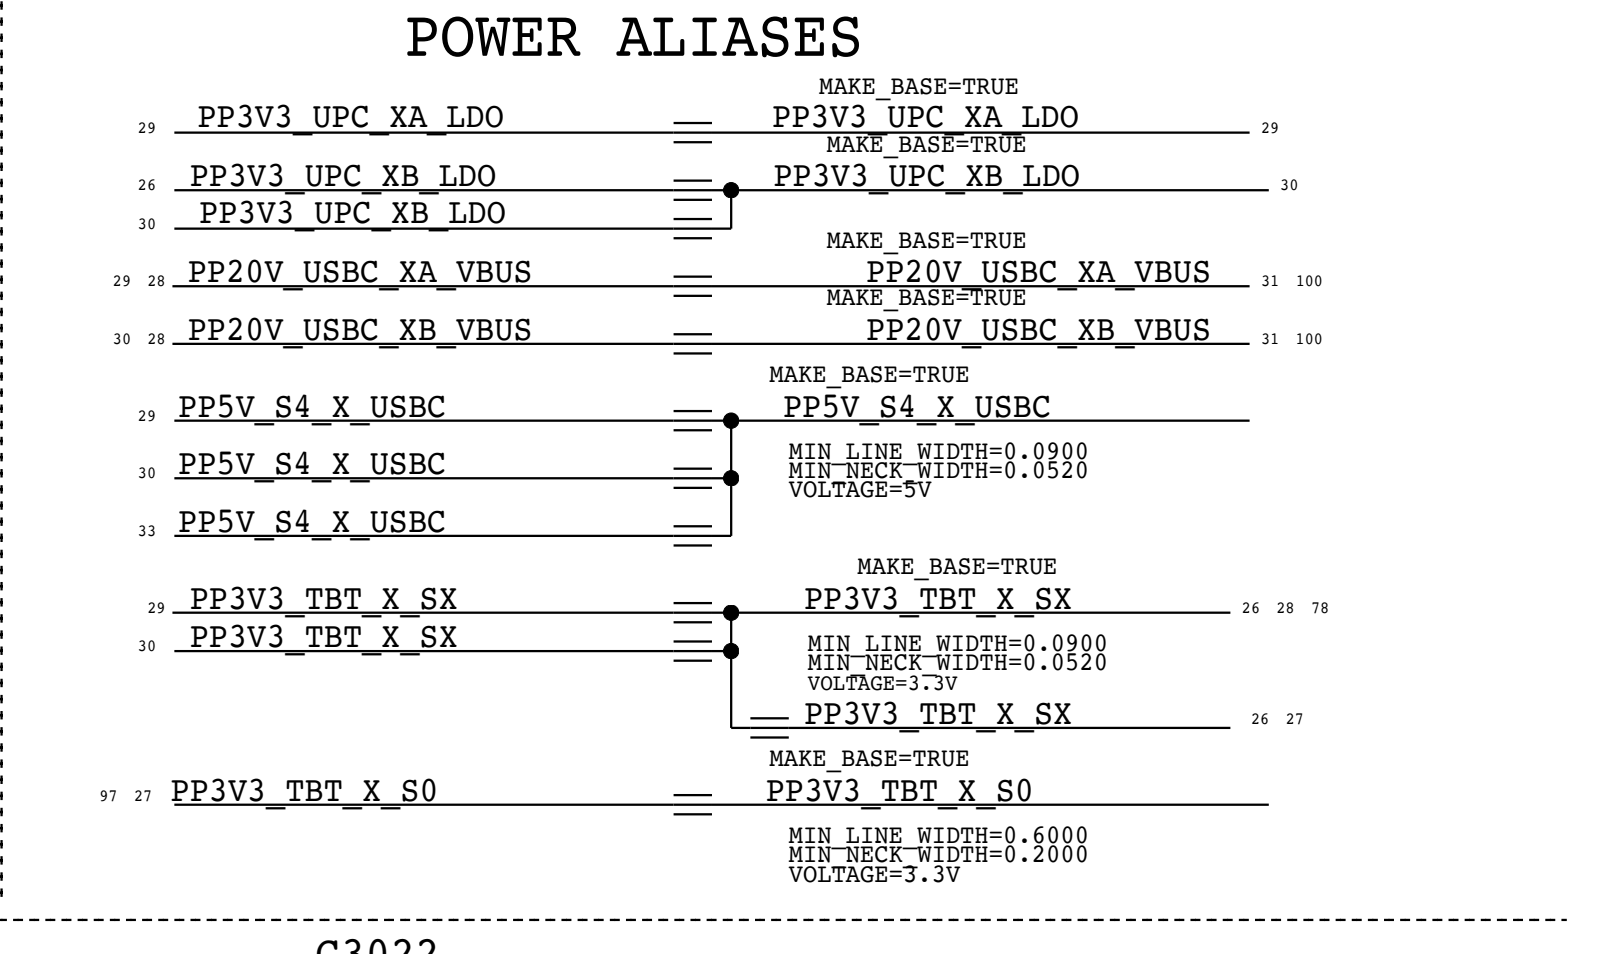 POWER ALIASES
MAKE_BASE=TRUE
29 PP3V3_UPC_XA_LDO PP3V3_UPC_XA_LDO 29
MAKE_BASE=TRUE
26 PP3V3_UPC_XB_LDO PP3V3_UPC_XB_LDO 30
30 PP3V3_UPC_XB_LDO
MAKE_BASE=TRUE
29 28 PP20V_USBC_XA_VBUS PP20V_USBC_XA_VBUS 31 100
MAKE_BASE=TRUE
30 28 PP20V_USBC_XB_VBUS PP20V_USBC_XB_VBUS 31 100
MAKE_BASE=TRUE
29 PP5V_S4_X_USBC PP5V_S4_X_USBC
MIN_LINE_WIDTH=0.0900
30 PP5V_S4_X_USBC MIN_NECK_WIDTH=0.0520
VOLTAGE=5V
33 PP5V_S4_X_USBC
MAKE_BASE=TRUE
29 PP3V3_TBT_X_SX PP3V3_TBT_X_SX 26 28 78
30 PP3V3_TBT_X_SX MIN_LINE_WIDTH=0.0900
MIN_NECK_WIDTH=0.0520
VOLTAGE=3.3V
PP3V3_TBT_X_SX 26 27
MAKE_BASE=TRUE
97 27 PP3V3_TBT_X_S0 PP3V3_TBT_X_S0
MIN_LINE_WIDTH=0.6000
MIN_NECK_WIDTH=0.2000
VOLTAGE=3.3V